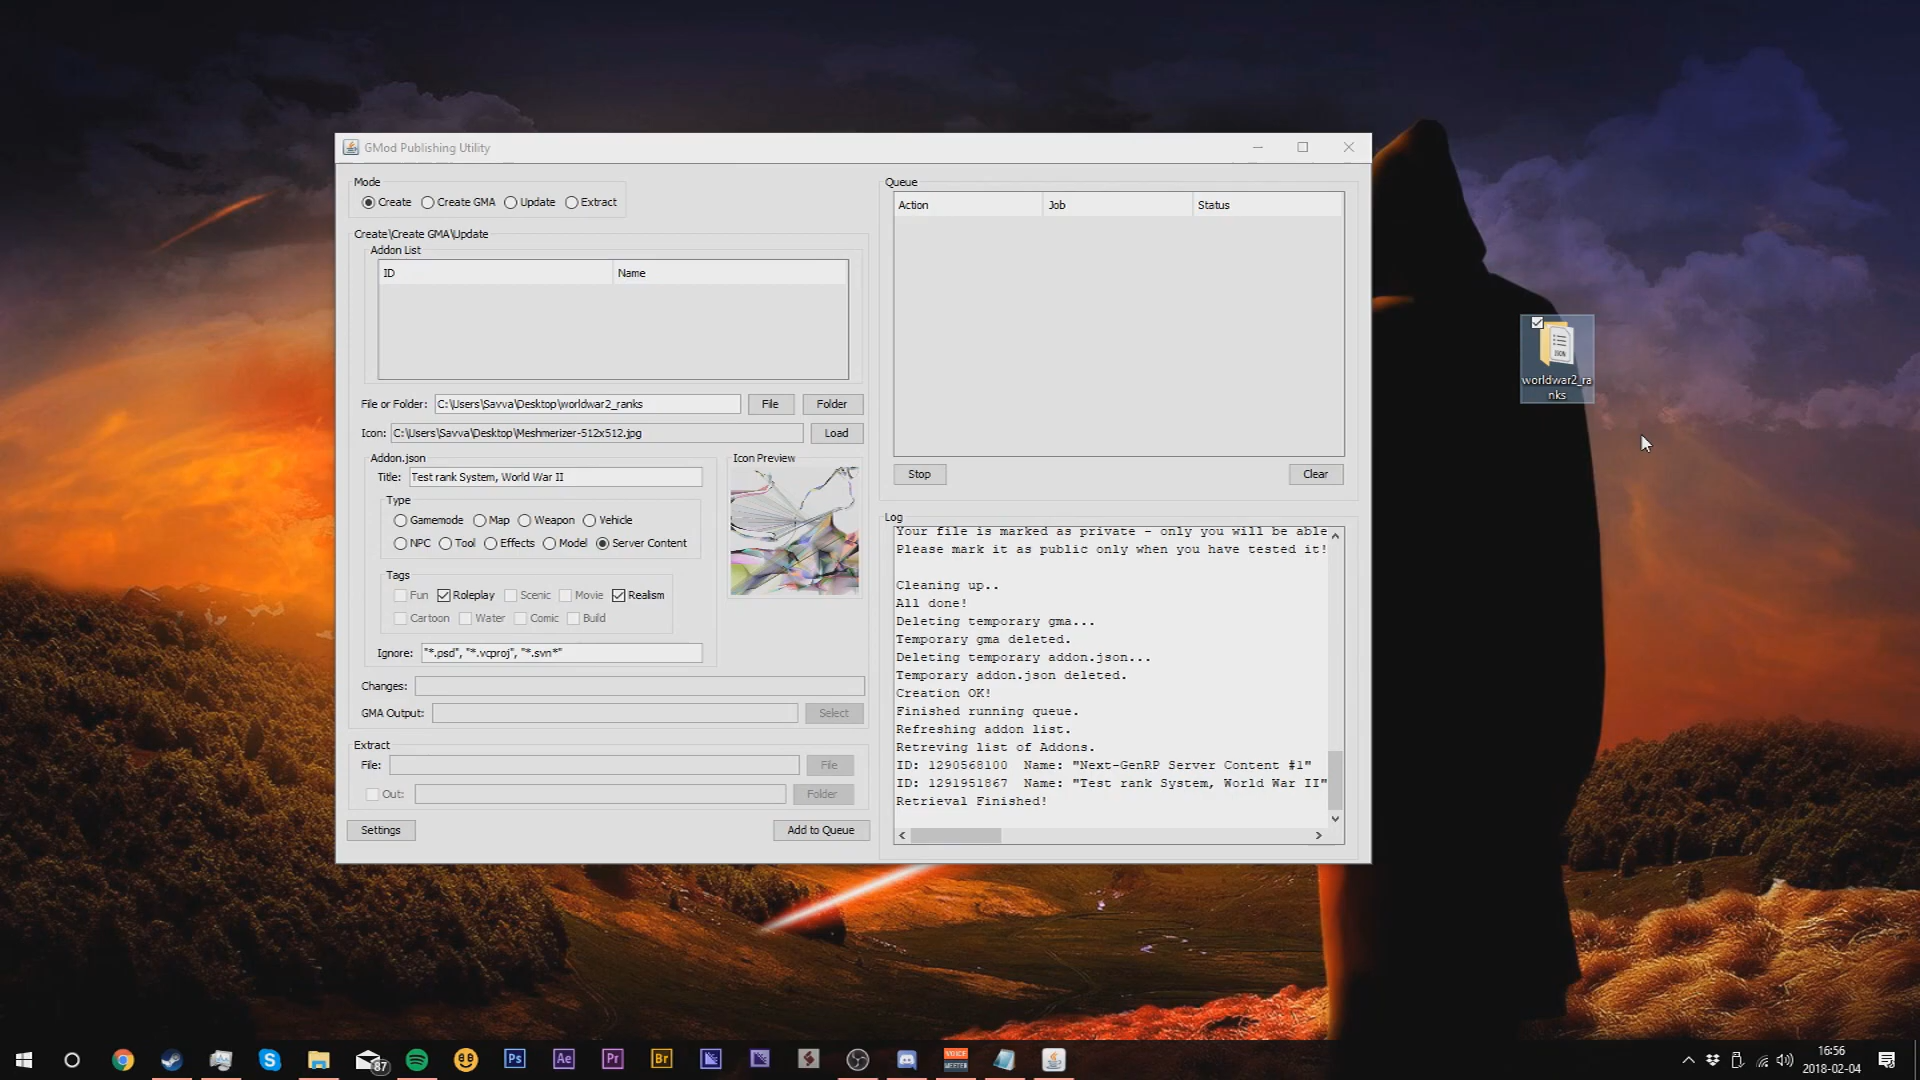 GMod Publishing Utility
Mode
Create Create GMA Update Extract
Create\Create GMA\Update
Addon List
ID Name
File or Folder: C:\Users\Savva\Desktop\worldwar2_ranks File Folder
Icon: C:\Users\Savva\Desktop\Meshmerizer-512x512.jpg Load
Addon.json
Title: Test rank System, World War II
Type
Gamemode Map Weapon Vehicle
NPC Tool Effects Model Server Content
Tags
Fun Roleplay Scenic Movie Realism
Cartoon Water Comic Build
Ignore: "*.psd", "*.vcproj", "*.svn*"
Icon Preview
Changes:
GMA Output: Select
Extract
File: File
Out: Folder
Settings Add to Queue
Queue
Action Job Status
Stop Clear
Log
Your file is marked as private - only you will be able
Please mark it as public only when you have tested it!
Cleaning up..
All done!
Deleting temporary gma...
Temporary gma deleted.
Deleting temporary addon.json...
Temporary addon.json deleted.
Creation OK!
Finished running queue.
Refreshing addon list.
Retreving list of Addons.
ID: 1290568100 Name: "Next-GenRP Server Content #1"
ID: 1291951867 Name: "Test rank System, World War II"
Retrieval Finished!
JSON
worldwar2_ra
nks
87
Ps
Ae
Pr
Br
VOICE
16:56
2018-02-04